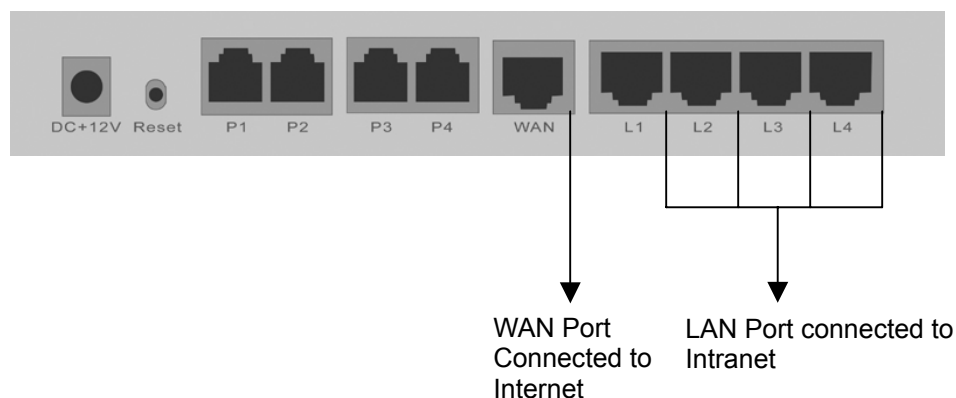 DC+12V Reset P1 P2 P3 P4 WAN L1 L2 L3 L4
WAN Port
Connected to
Internet
LAN Port connected to
Intranet